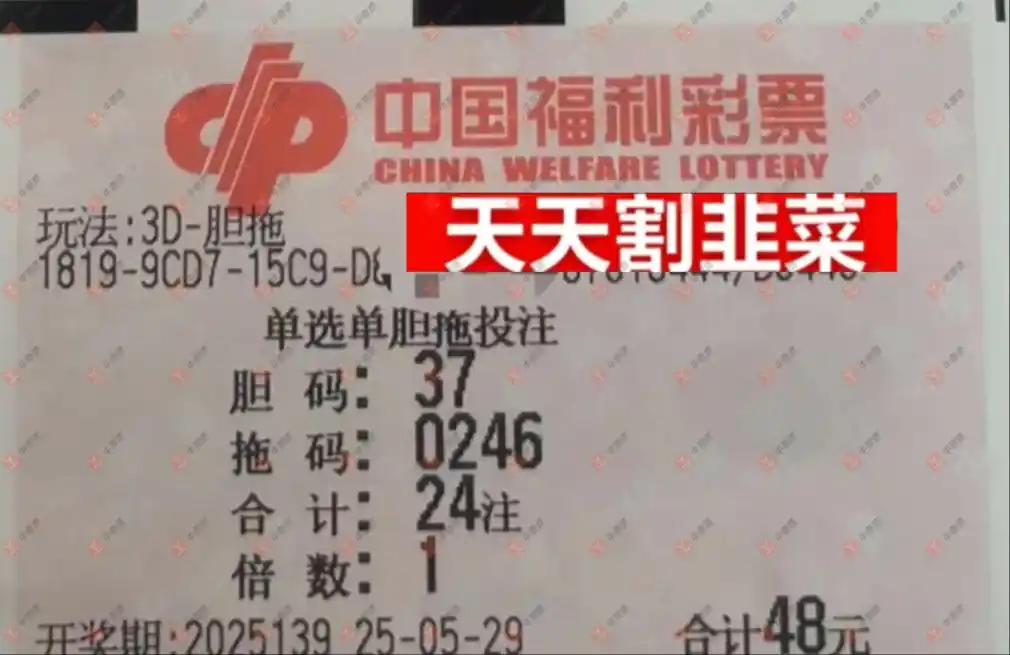 中国福利彩票
CHINA WELFARE LOTTERY
天天割韭菜
玩法:3D-胆拖
1819-9CD7-15C9-D
单选单胆拖投注
胆 码: 37
拖 码: 0246
合 计: 24注
倍 数: 1
开奖期:2025139 25-05-29 合计48元